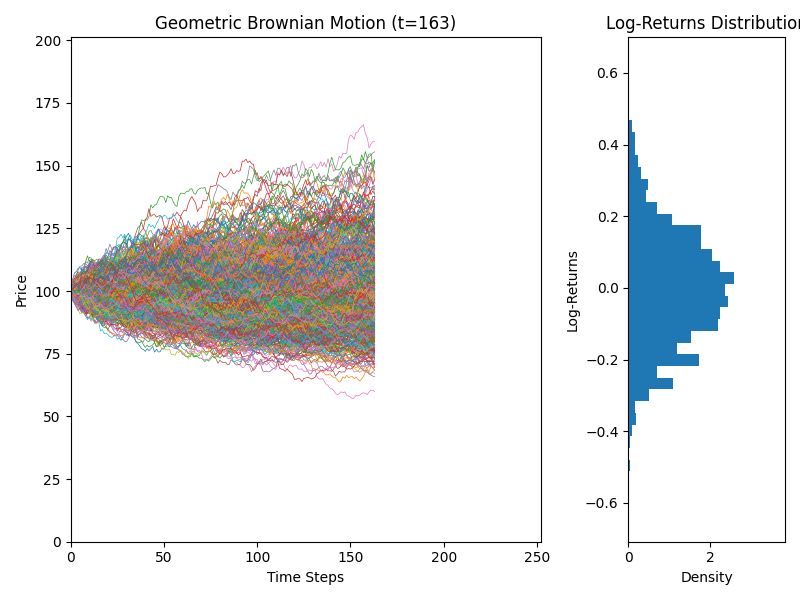 Geometric Brownian Motion (t=163)
Price
200
175
150
125
100
75
50
25
0
0 50 100 150 200 250
Time Steps
Log-Returns Distribution
Log-Returns
0.6
0.4
0.2
0.0
−0.2
−0.4
−0.6
0 2
Density